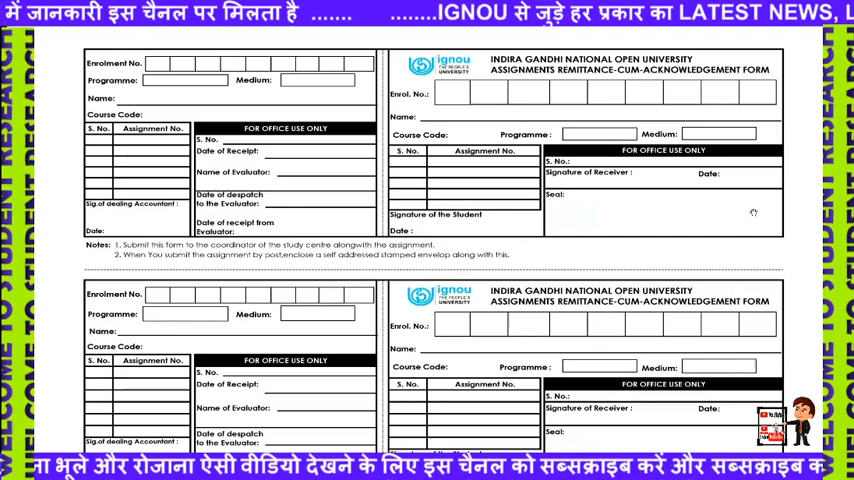 में जानकारी इस चैनल पर मिलता है ....... ........IGNOU से जुड़े हर प्रकार का LATEST NEWS, L
WELCOME TO STUDENT RESEARCH
Enrolment No.
Programme: Medium:
Name:
Course Code:
S. No. Assignment No.
FOR OFFICE USE ONLY
S. No.
Date of Receipt:
Name of Evaluator:
Date of despatch
to the Evaluator:
Date of receipt from
Evaluator:
Sig.of dealing Accountant :
Date:
ignou
THE PEOPLE'S
UNIVERSITY
INDIRA GANDHI NATIONAL OPEN UNIVERSITY
ASSIGNMENTS REMITTANCE-CUM-ACKNOWLEDGEMENT FORM
Enrol. No.:
Name:
Course Code: Programme : Medium:
S. No. Assignment No.
FOR OFFICE USE ONLY
S. No.:
Signature of Receiver : Date:
Seal:
Signature of the Student
Date :
Notes: 1. Submit this form to the coordinator of the study centre alongwith the assignment.
2. When You submit the assignment by post,enclose a self addressed stamped envelop along with this.
Enrolment No.
Programme: Medium:
Name:
Course Code:
S. No. Assignment No.
FOR OFFICE USE ONLY
S. No.
Date of Receipt:
Name of Evaluator:
Date of despatch
to the Evaluator:
Sig.of dealing Accountant :
ignou
THE PEOPLE'S
UNIVERSITY
INDIRA GANDHI NATIONAL OPEN UNIVERSITY
ASSIGNMENTS REMITTANCE-CUM-ACKNOWLEDGEMENT FORM
Enrol. No.:
Name:
Course Code: Programme : Medium:
S. No. Assignment No.
FOR OFFICE USE ONLY
S. No.:
Signature of Receiver : Date:
Seal:
ना भूले और रोजाना ऐसी वीडियो देखने के लिए इस चैनल को सब्सक्राइब करें और सब्सक्राइब क